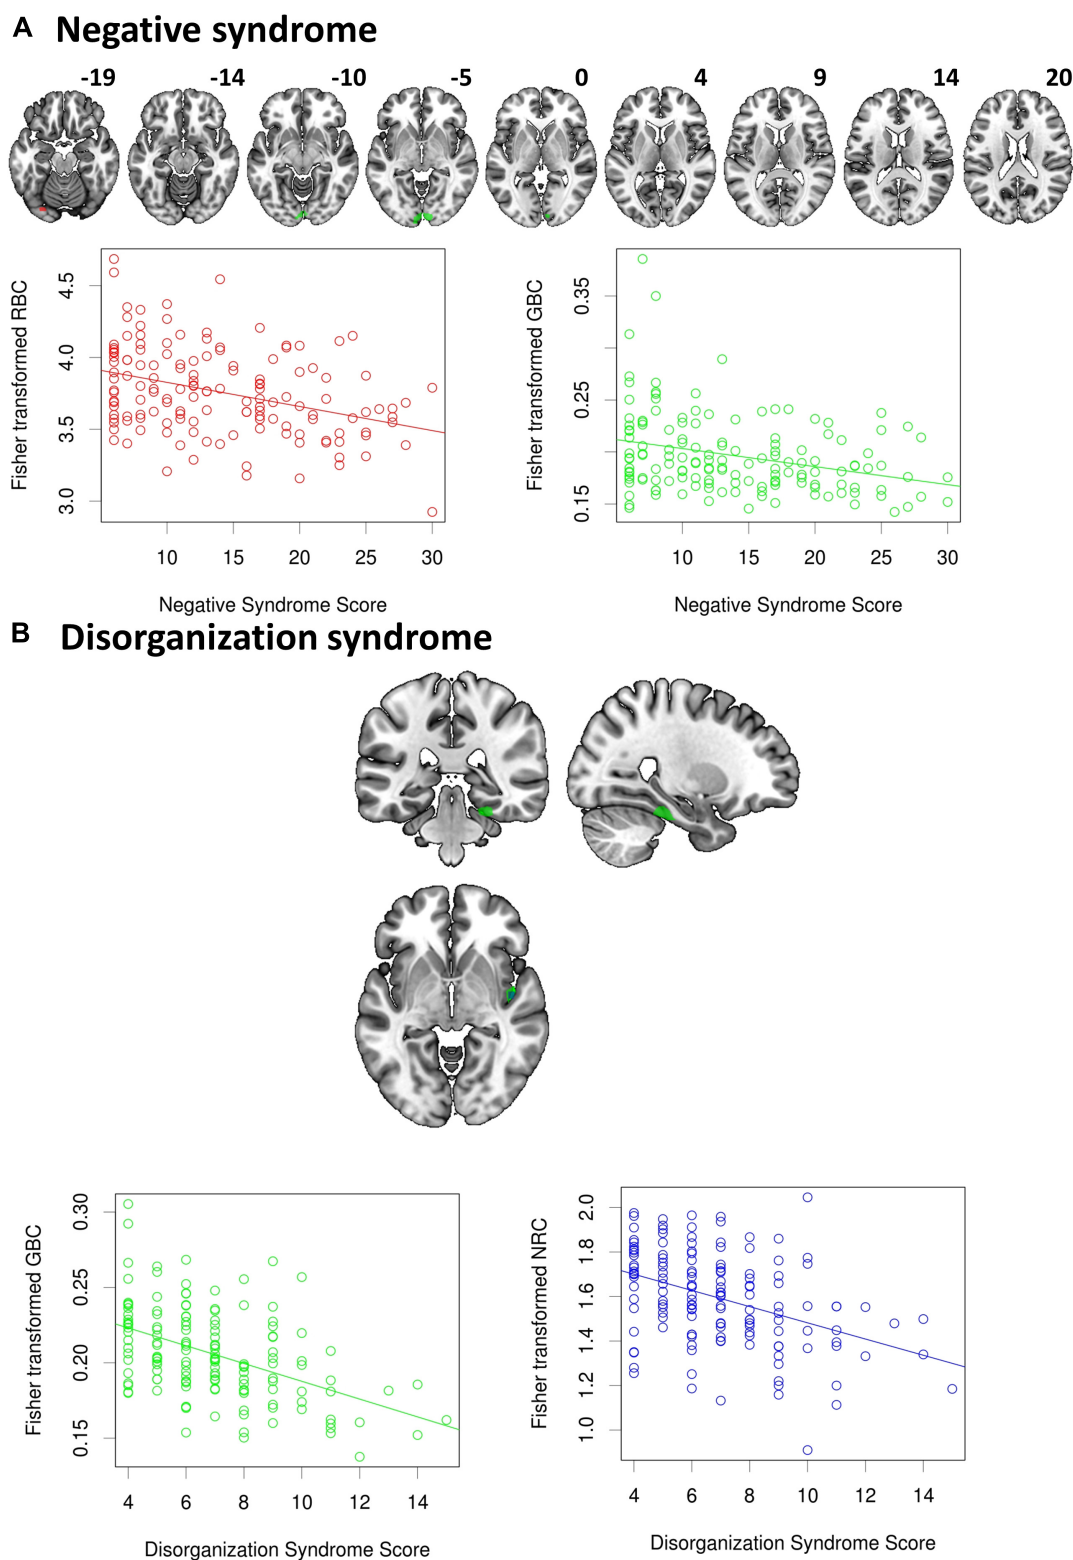 A Negative syndrome
-19 -14 -10 -5 0 4 9 14 20
Fisher transformed RBC
4.5
4.0
3.5
3.0
10 15 20 25 30
Negative Syndrome Score
Fisher transformed GBC
0.35
0.25
0.15
10 15 20 25 30
Negative Syndrome Score
B Disorganization syndrome
Fisher transformed GBC
0.30
0.25
0.20
0.15
4 6 8 10 12 14
Disorganization Syndrome Score
Fisher transformed NRC
2.0
1.8
1.6
1.4
1.2
1.0
4 6 8 10 12 14
Disorganization Syndrome Score